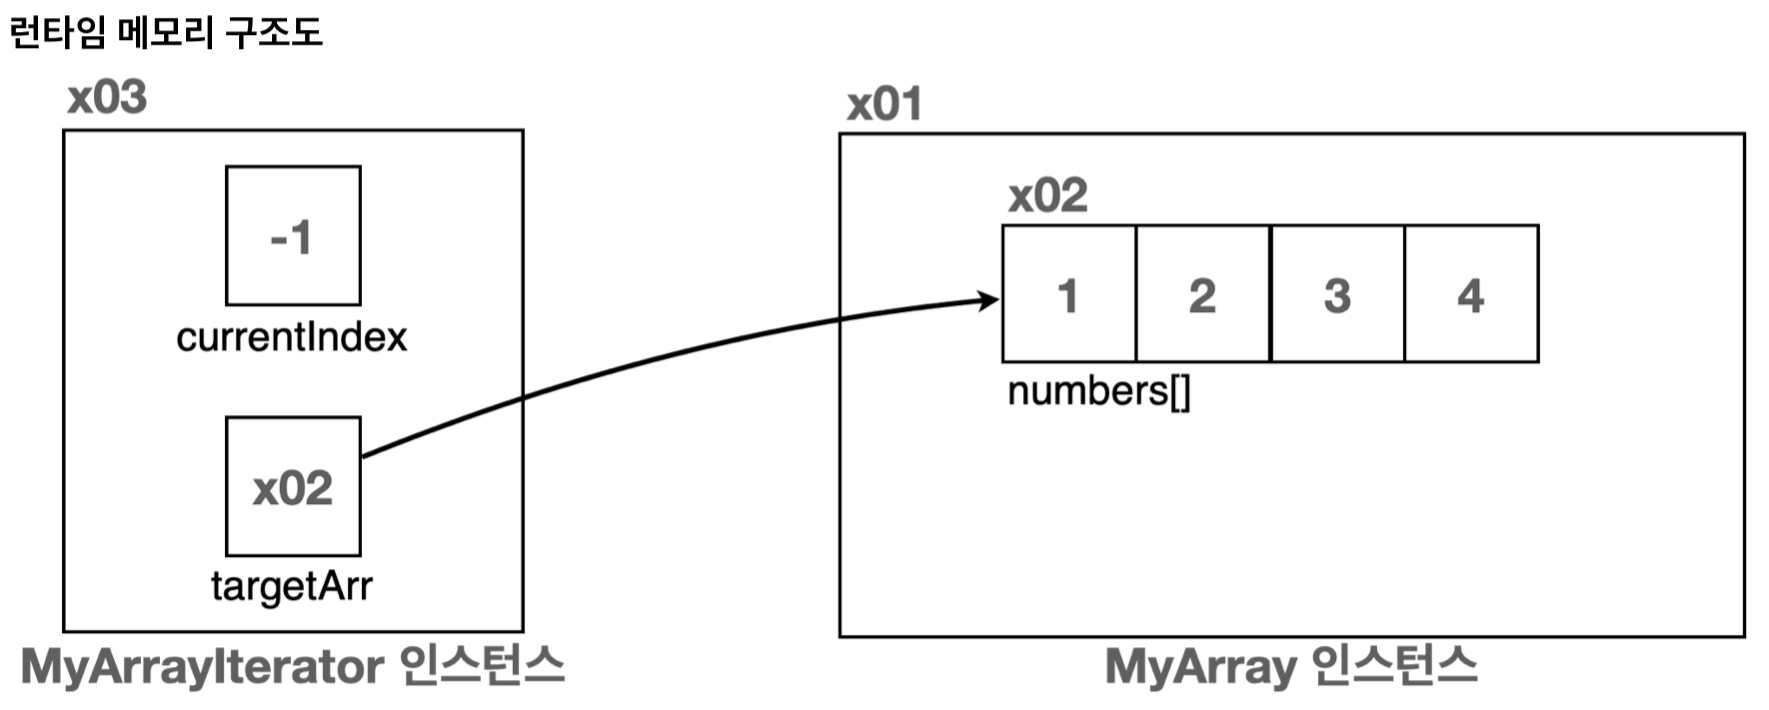 런타임 메모리 구조도
x03
-1
currentIndex
x02
targetArr
MyArrayIterator 인스턴스
x01
x02
1 2 3 4
numbers[]
MyArray 인스턴스